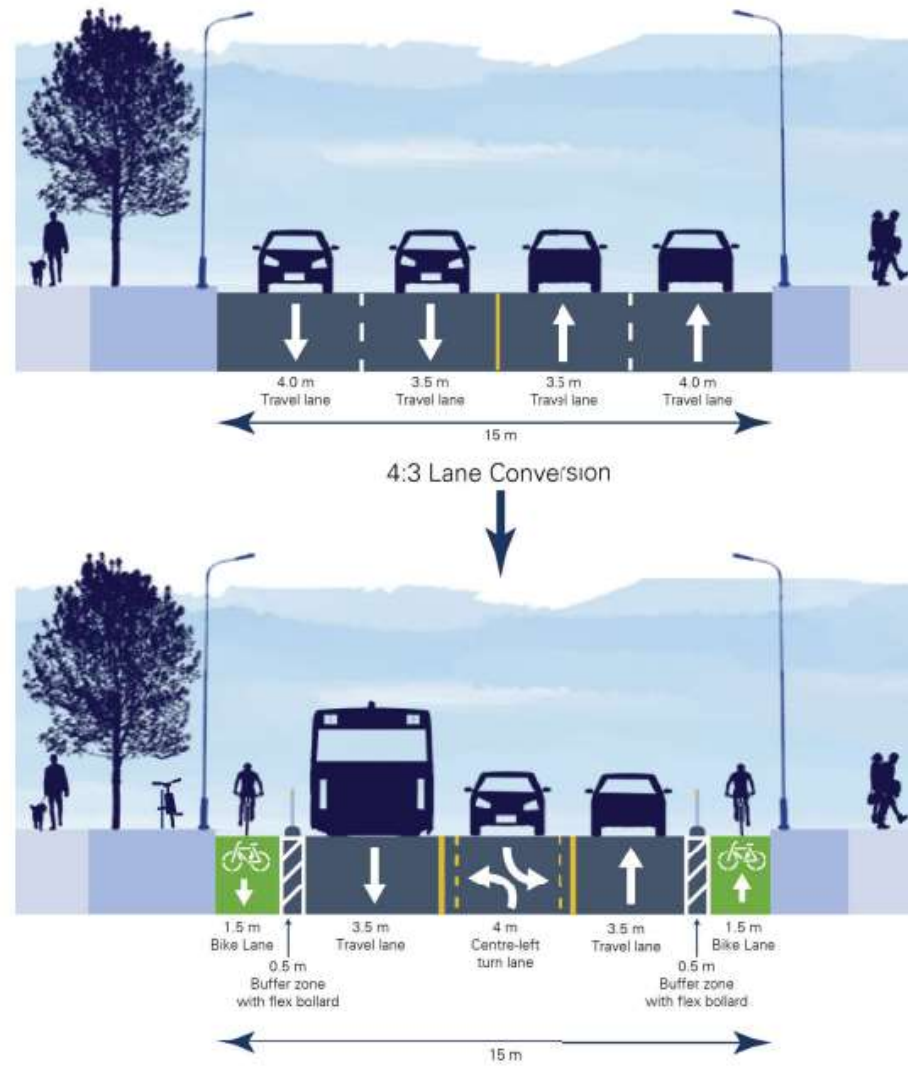 4.0 m
Travel lane
3.5 m
Travel lane
3.5 m
Travel lane
4.0 m
Travel lane
15 m
4:3 Lane Conversion
1.5 m
Bike Lane
0.5 m
Buffer zone
with flex bollard
3.5 m
Travel lane
4 m
Centre-left
turn lane
3.5 m
Travel lane
0.5 m
Buffer zone
with flex bollard
1.5 m
Bike Lane
15 m